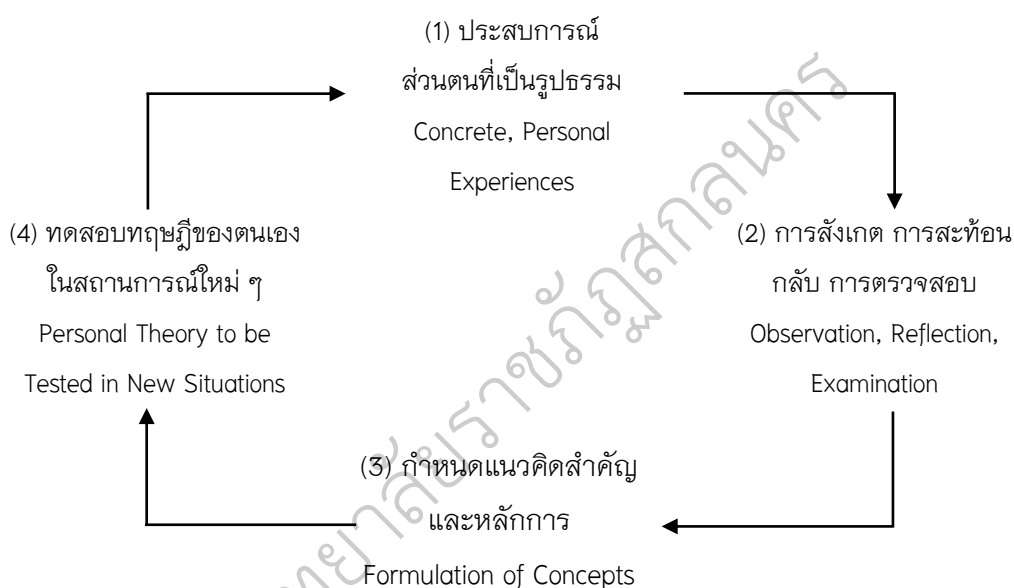 (1) ประสบการณ์
ส่วนตนที่เป็นรูปธรรม
Concrete, Personal
Experiences
(2) การสังเกต การสะท้อน
กลับ การตรวจสอบ
Observation, Reflection,
Examination
(3) กำหนดแนวคิดสำคัญ
และหลักการ
Formulation of Concepts
(4) ทดสอบทฤษฎีของตนเอง
ในสถานการณ์ใหม่ ๆ
Personal Theory to be
Tested in New Situations